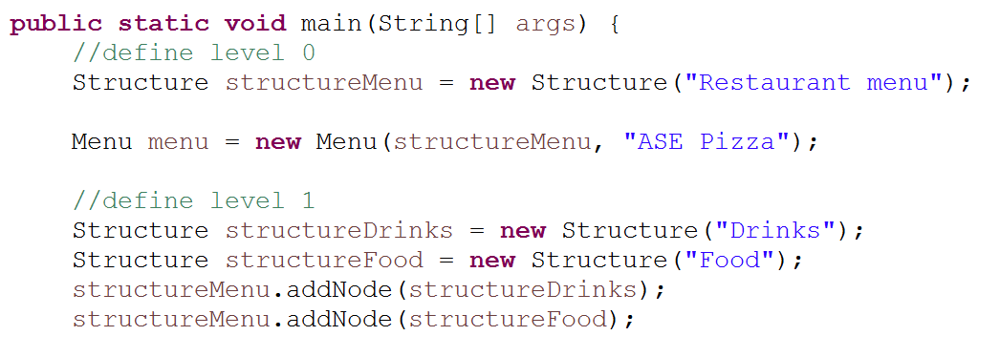 public static void main(String[] args) {
//define level 0
Structure structureMenu = new Structure("Restaurant menu");
Menu menu = new Menu(structureMenu, "ASE Pizza");
//define level 1
Structure structureDrinks = new Structure("Drinks");
Structure structureFood = new Structure("Food");
structureMenu.addNode(structureDrinks);
structureMenu.addNode(structureFood);